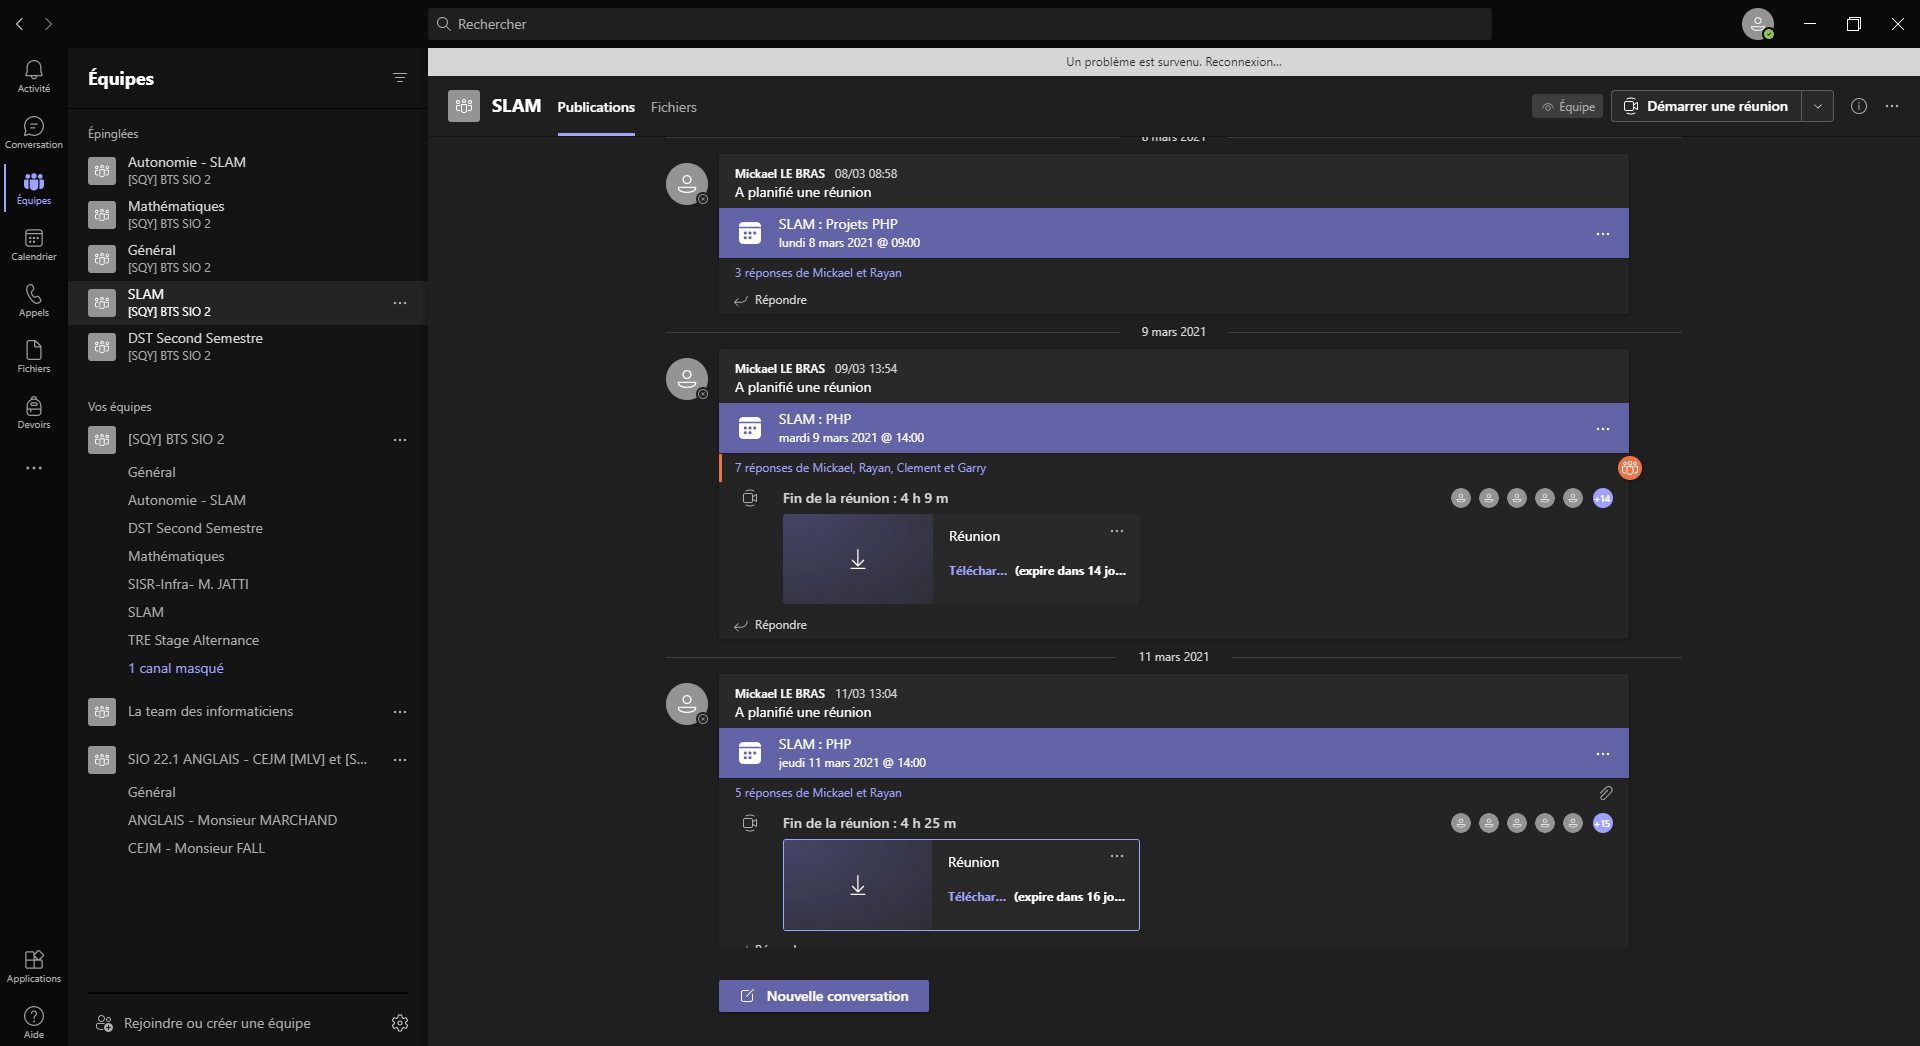 Rechercher
Activité
Conversation
Équipes
Calendrier
Appels
Fichiers
Devoirs
Applications
Aide
Équipes
Épinglées
Autonomie - SLAM
[SQY] BTS SIO 2
Mathématiques
[SQY] BTS SIO 2
Général
[SQY] BTS SIO 2
SLAM
[SQY] BTS SIO 2
DST Second Semestre
[SQY] BTS SIO 2
Vos équipes
[SQY] BTS SIO 2
Général
Autonomie - SLAM
DST Second Semestre
Mathématiques
SISR-Infra- M. JATTI
SLAM
TRE Stage Alternance
1 canal masqué
La team des informaticiens
SIO 22.1 ANGLAIS - CEJM [MLV] et [S...
Général
ANGLAIS - Monsieur MARCHAND
CEJM - Monsieur FALL
Rejoindre ou créer une équipe
Un problème est survenu. Reconnexion...
SLAM Publications Fichiers
Équipe
Démarrer une réunion
8 mars 2021
Mickael LE BRAS 08/03 08:58
A planifié une réunion
SLAM : Projets PHP
lundi 8 mars 2021 @ 09:00
3 réponses de Mickael et Rayan
Répondre
9 mars 2021
Mickael LE BRAS 09/03 13:54
A planifié une réunion
SLAM : PHP
mardi 9 mars 2021 @ 14:00
7 réponses de Mickael, Rayan, Clement et Garry
Fin de la réunion : 4 h 9 m
+14
Réunion
Téléchar... (expire dans 14 jo...
Répondre
11 mars 2021
Mickael LE BRAS 11/03 13:04
A planifié une réunion
SLAM : PHP
jeudi 11 mars 2021 @ 14:00
5 réponses de Mickael et Rayan
Fin de la réunion : 4 h 25 m
+15
Réunion
Téléchar... (expire dans 16 jo...
Répondre
Nouvelle conversation